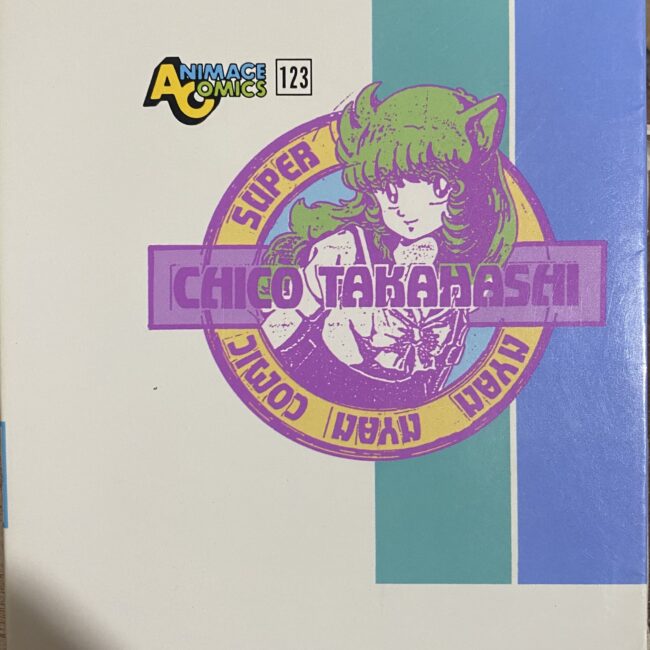 ANIMAGE COMICS 123
SUPER
CHICO TAKAHASHI
COMIC
NYAN
NYAN